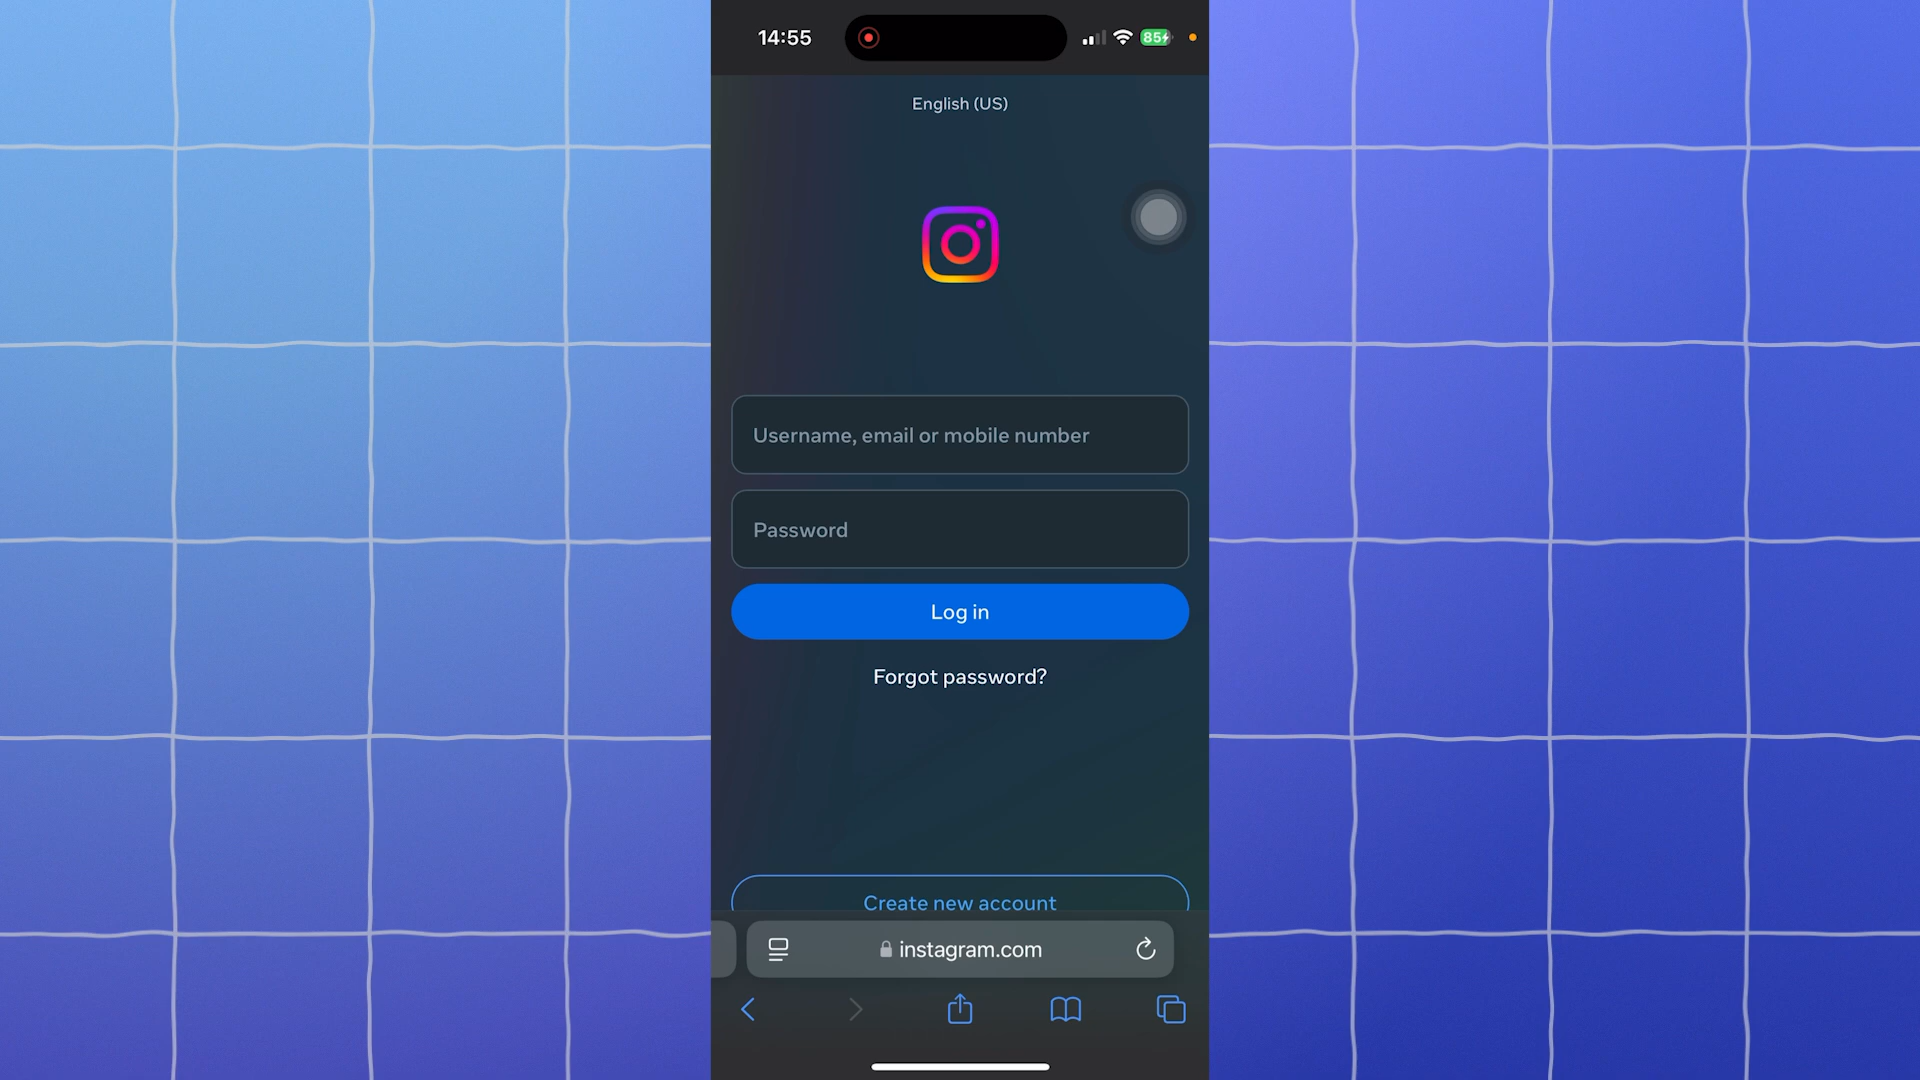 14:55
85
English (US)
Username, email or mobile number
Password
Log in
Forgot password?
Create new account
instagram.com